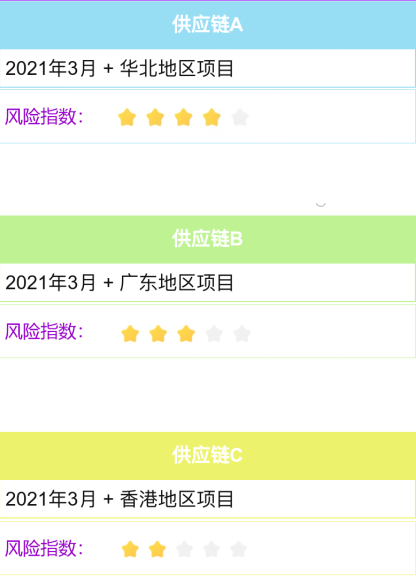 供应链A
2021年3月 + 华北地区项目
风险指数：
供应链B
2021年3月 + 广东地区项目
风险指数：
供应链C
2021年3月 + 香港地区项目
风险指数：